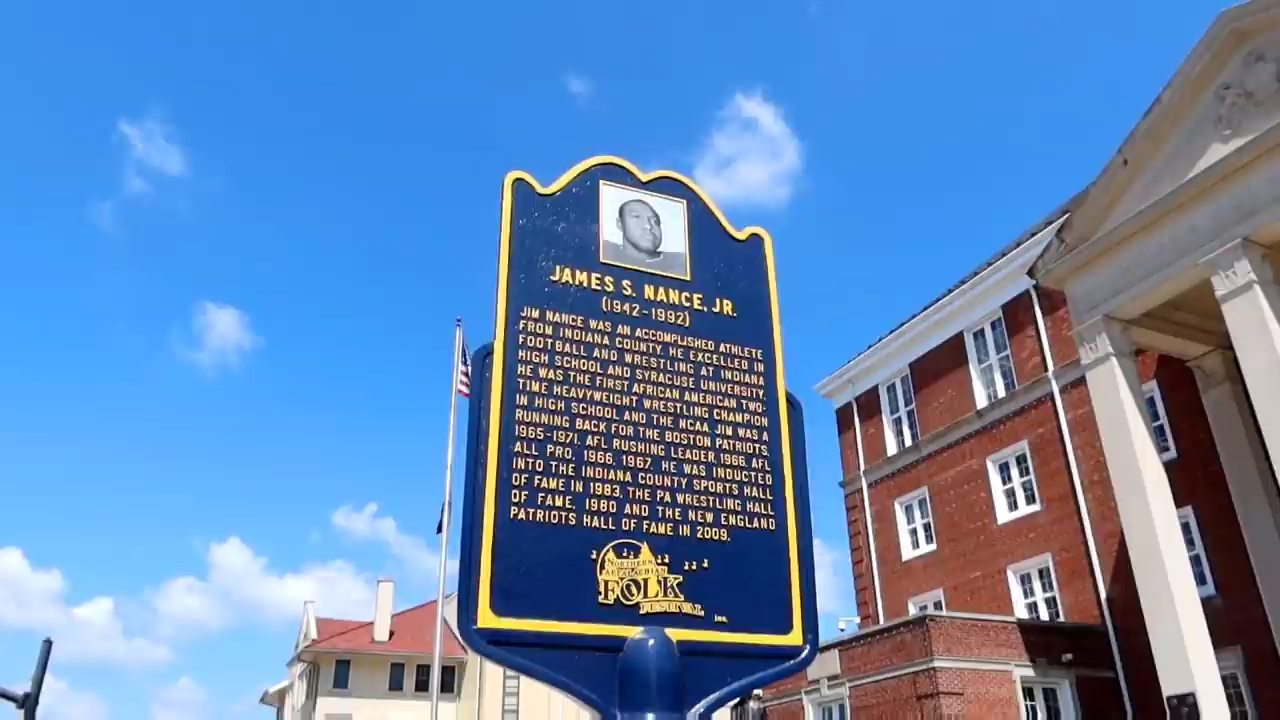 JAMES S. NANCE, JR.
(1942-1992)
JIM NANCE WAS AN ACCOMPLISHED ATHLETE
FROM INDIANA COUNTY. HE EXCELLED IN
FOOTBALL AND WRESTLING AT INDIANA
HIGH SCHOOL AND SYRACUSE UNIVERSITY.
HE WAS THE FIRST AFRICAN AMERICAN TWO-
TIME HEAVYWEIGHT WRESTLING CHAMPION
IN HIGH SCHOOL AND THE NCAA. JIM WAS A
RUNNING BACK FOR THE BOSTON PATRIOTS,
1965-1971, AFL RUSHING LEADER, 1966, AFL
ALL PRO, 1966, 1967. HE WAS INDUCTED
INTO THE INDIANA COUNTY SPORTS HALL
OF FAME IN 1983, THE PA WRESTLING HALL
OF FAME, 1980 AND THE NEW ENGLAND
PATRIOTS HALL OF FAME IN 2009.
NORTHERN
APPALACHIAN
FOLK
FESTIVAL
Inc.